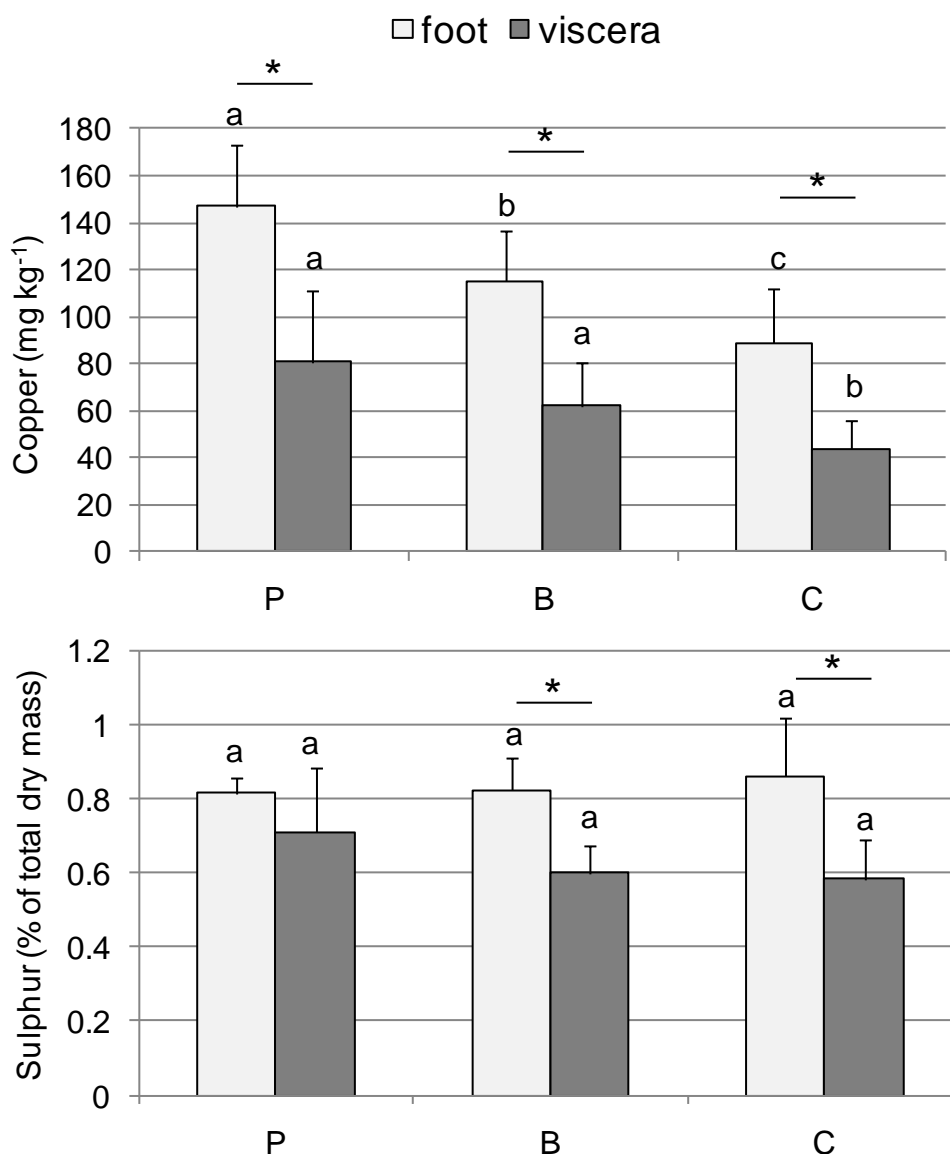 foot viscera
*
a
180
160
140
120
100
80
60
40
20
0
Copper (mg kg⁻¹)
a
*
b
a
*
c
b
P B C
1.2
1
0.8
0.6
0.4
0.2
0
Sulphur (% of total dry mass)
a a
*
a
a
*
a
a
P B C